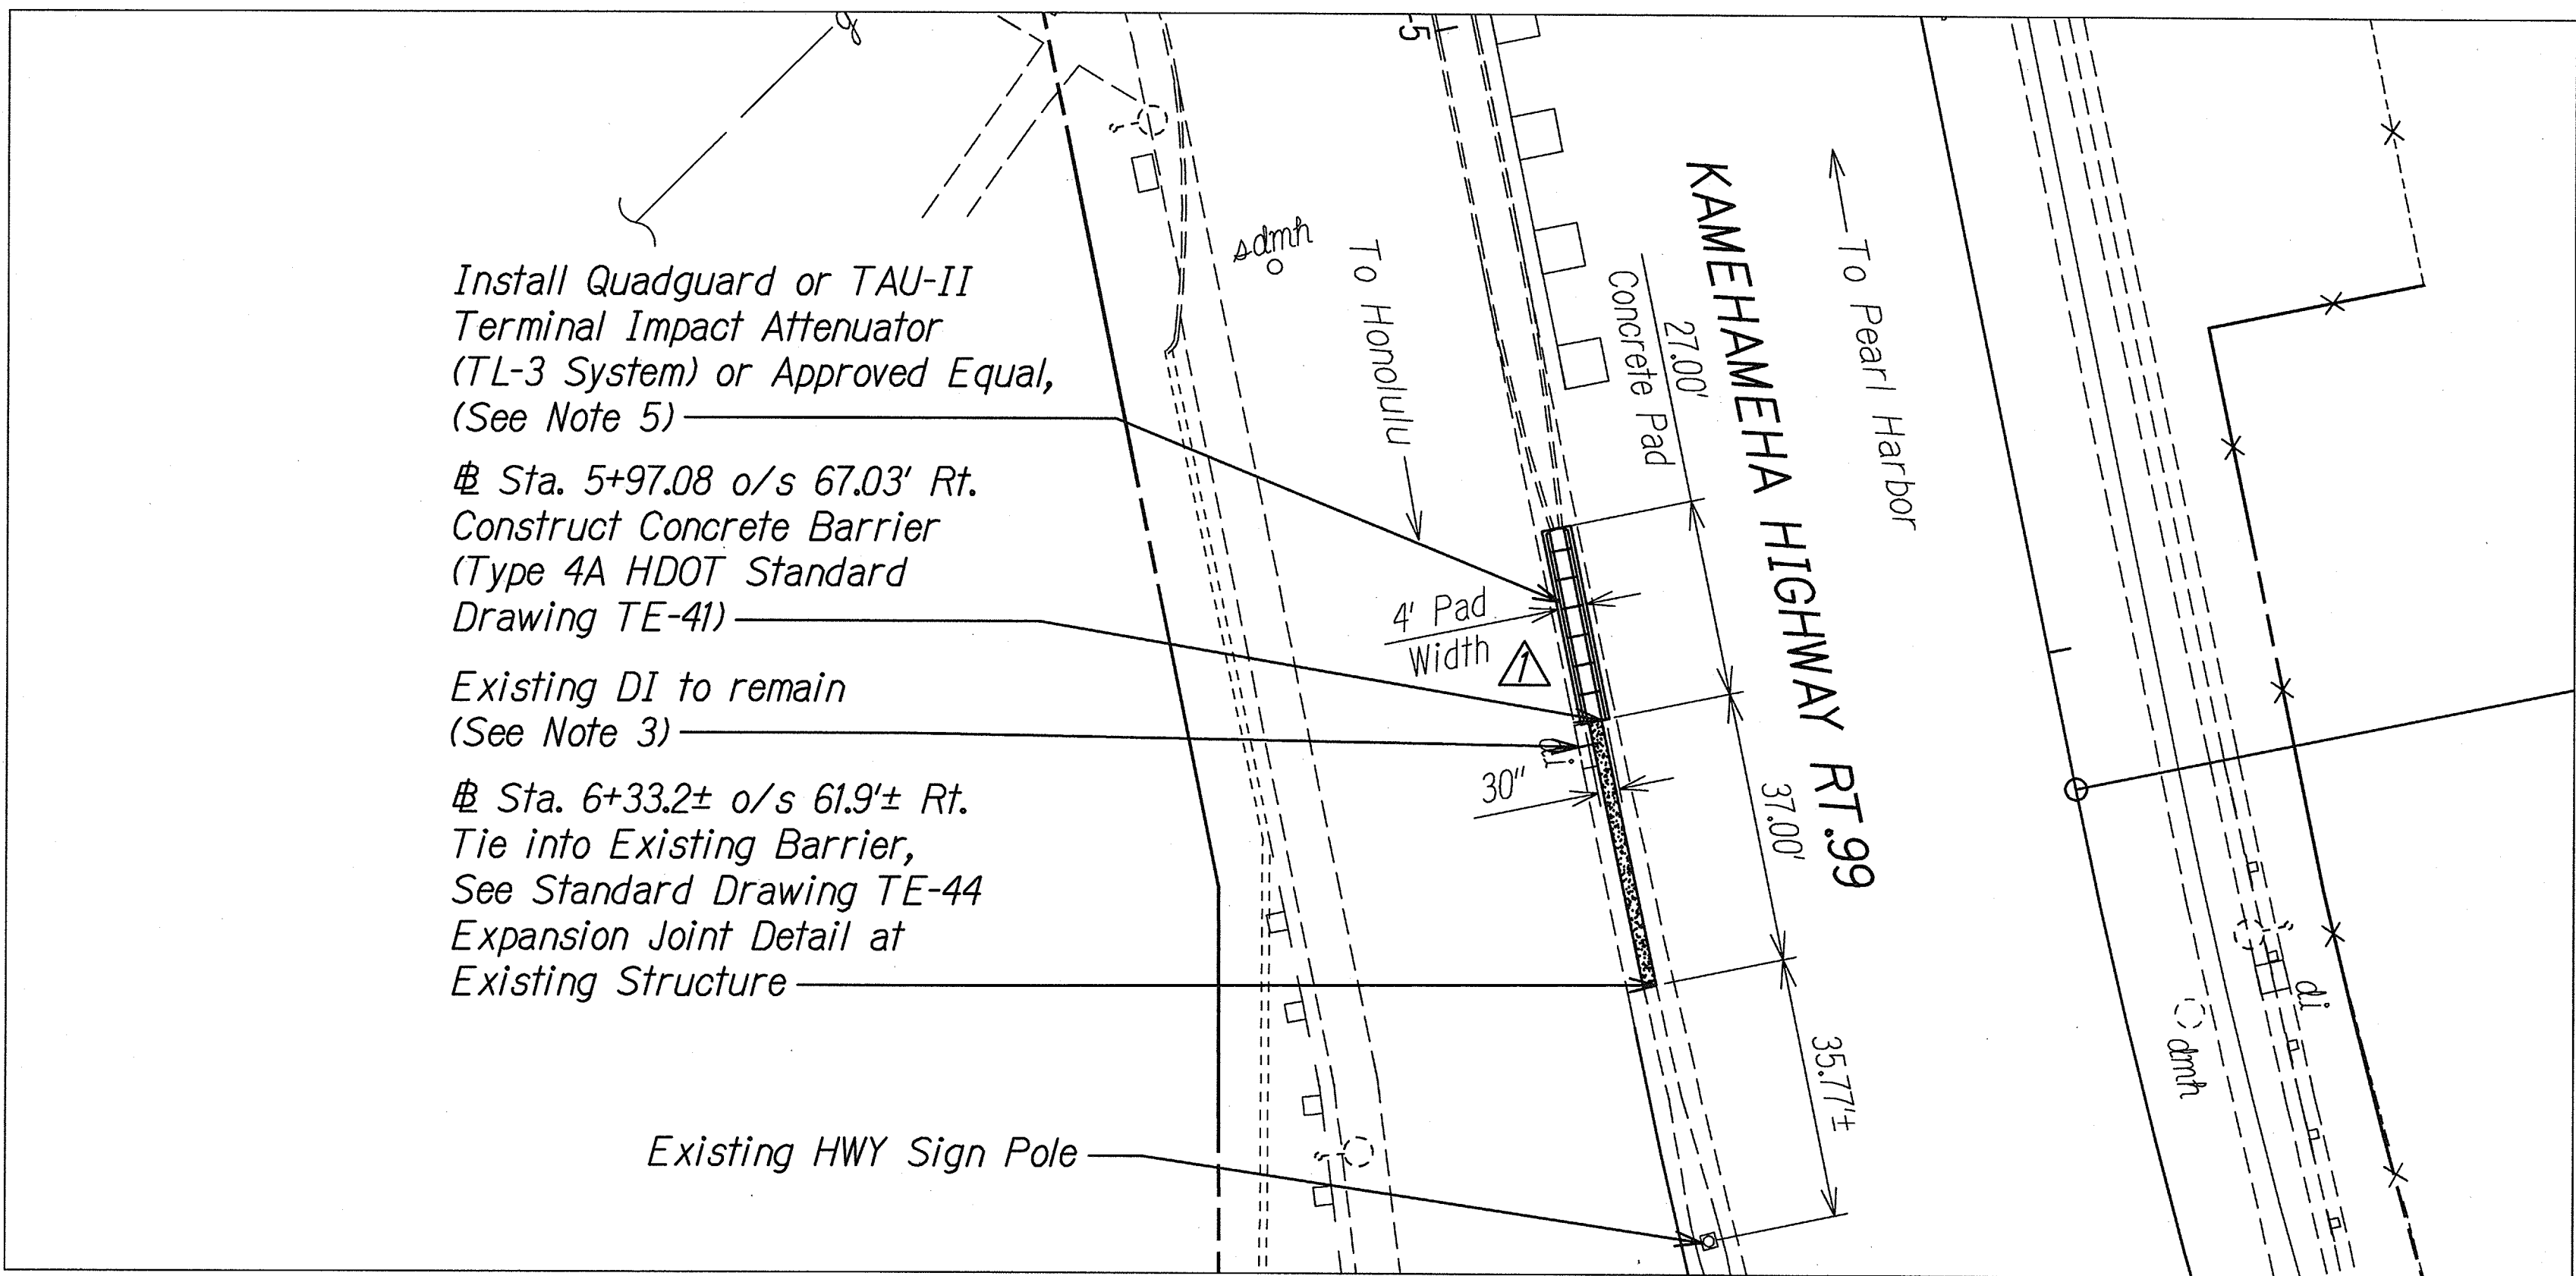 g
-5
sdmh
To Honolulu
27.00'
Concrete Pad
KAMEHAMEHA HIGHWAY RT.99
To Pearl Harbor
Install Quadguard or TAU-II
Terminal Impact Attenuator
(TL-3 System) or Approved Equal,
(See Note 5)
℄ Sta. 5+97.08 o/s 67.03' Rt.
Construct Concrete Barrier
(Type 4A HDOT Standard
Drawing TE-41)
4' Pad
Width
1
Existing DI to remain
(See Note 3)
di
30"
37.00'
℄ Sta. 6+33.2± o/s 61.9'± Rt.
Tie into Existing Barrier,
See Standard Drawing TE-44
Expansion Joint Detail at
Existing Structure
35.77'±
di
dmh
Existing HWY Sign Pole